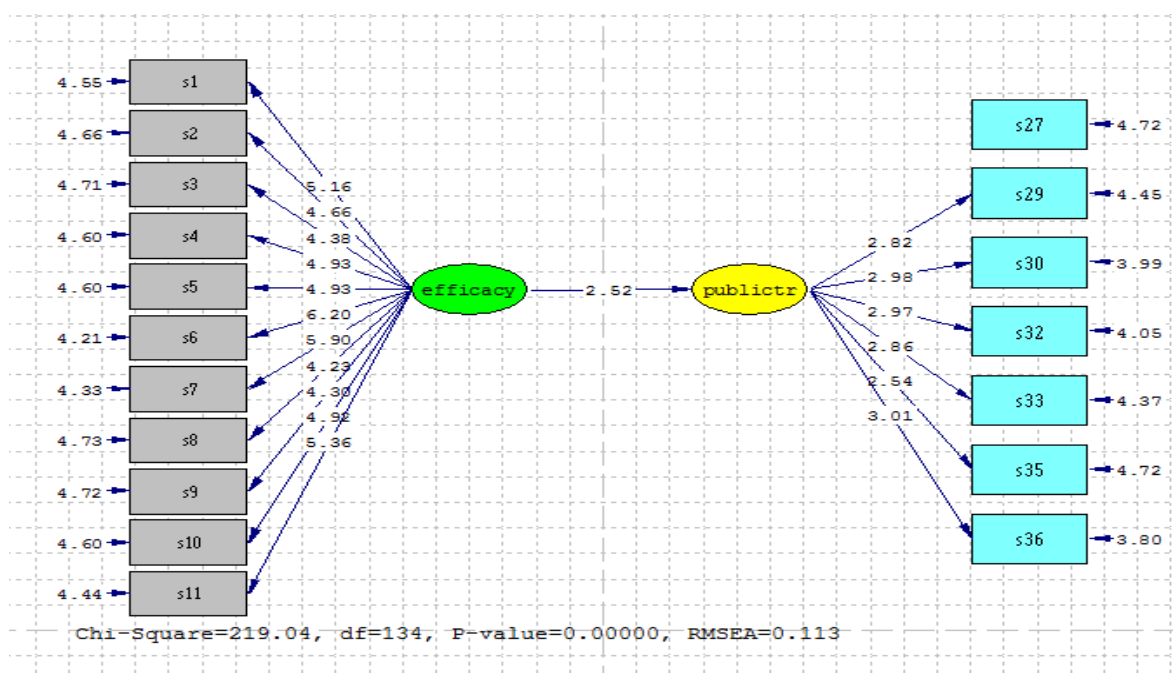 4.55 s1
4.66 s2
4.71 s3
4.60 s4
4.60 s5
4.21 s6
4.33 s7
4.73 s8
4.72 s9
4.60 s10
4.44 s11
5.16
4.66
4.38
4.93
4.93
6.20
5.90
4.23
4.30
4.92
5.36
efficacy 2.52 publictr
2.82
2.98
2.97
2.86
2.54
3.01
s27 4.72
s29 4.45
s30 3.99
s32 4.05
s33 4.37
s35 4.72
s36 3.80
Chi-Square=219.04, df=134, P-value=0.00000, RMSEA=0.113